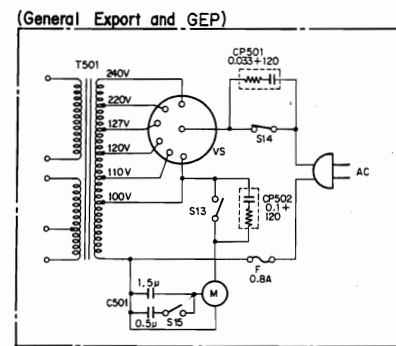 (General Export and GEP)
CP501
0.033+120
T501
240V
220V
127V
120V
110V
100V
VS
S14
AC
S13
CP502
0.1+
120
F
0.8A
M
1.5μ
C501
0.5μ
S15